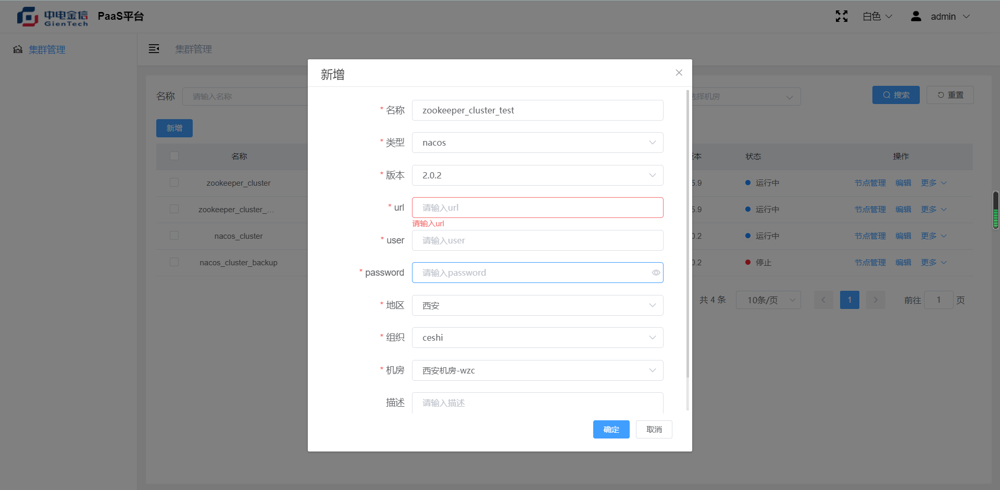 中电金信
GienTech
PaaS平台
白色
admin
集群管理
集群管理
名称
请输入名称
选择机房
搜索
重置
新增
名称
版本
状态
操作
zookeeper_cluster
5.9
运行中
节点管理 编辑 更多
zookeeper_cluster_...
5.9
运行中
节点管理 编辑 更多
nacos_cluster
0.2
运行中
节点管理 编辑 更多
nacos_cluster_backup
0.2
停止
节点管理 编辑 更多
共 4 条
10条/页
1
前往 1 页
新增
* 名称 zookeeper_cluster_test
* 类型 nacos
* 版本 2.0.2
* url 请输入url
请输入url
* user 请输入user
* password 请输入password
* 地区 西安
* 组织 ceshi
* 机房 西安机房-wzc
描述 请输入描述
确定
取消